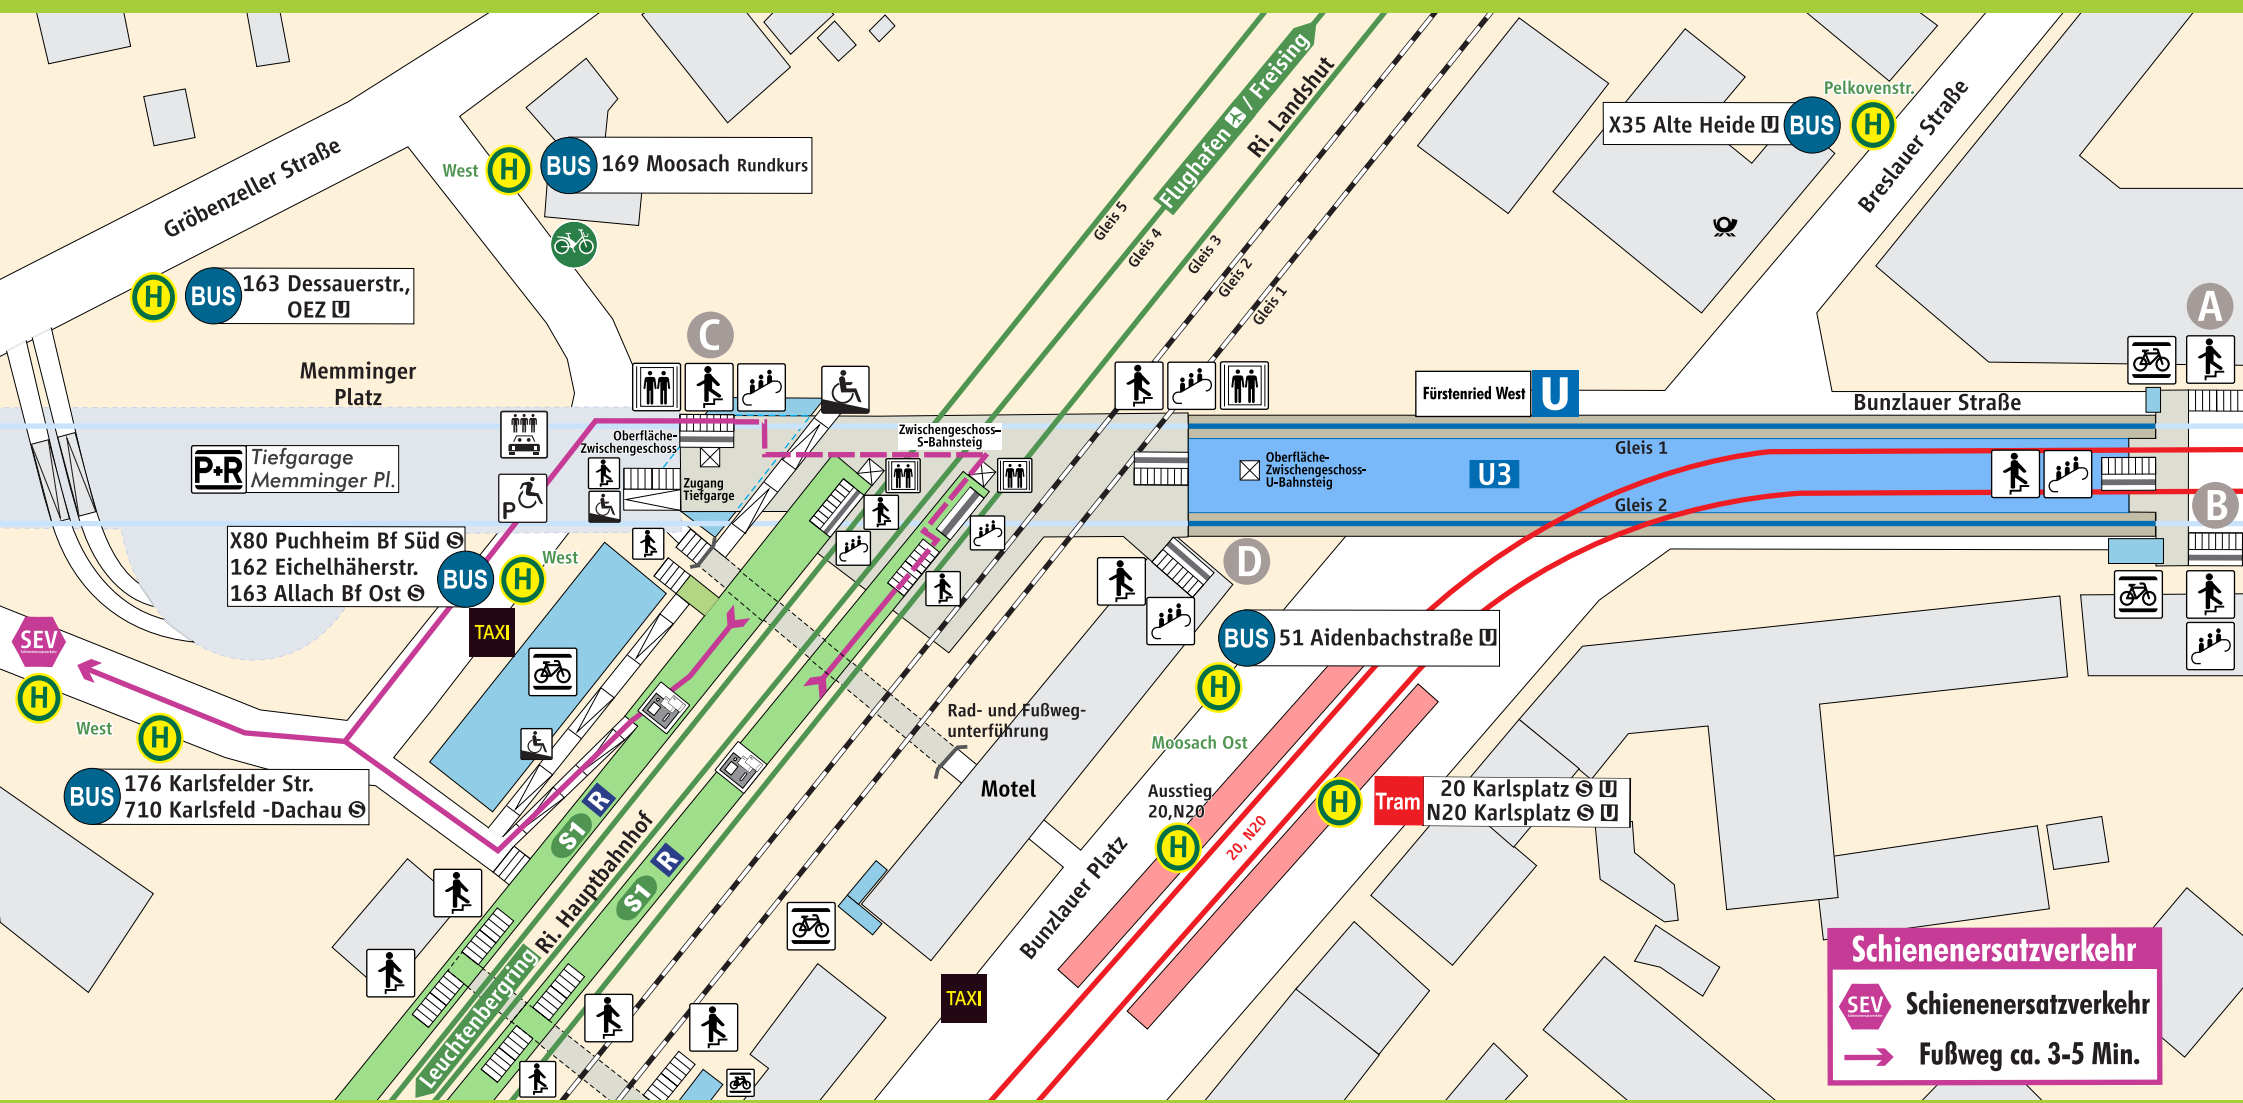 Gröbenzeller Straße
West
H
BUS
169 Moosach Rundkurs
H
BUS
163 Dessauerstr.,
OEZ U
Memminger
Platz
P+R
Tiefgarage
Memminger Pl.
C
Oberfläche-
Zwischengeschoss
Zugang
Tiefgarge
P
Zwischengeschoss-
S-Bahnsteig
Gleis 5
Gleis 4
Gleis 3
Gleis 2
Gleis 1
Flughafen / Freising
Ri. Landshut
X35 Alte Heide U
BUS
H
Pelkovenstr.
Breslauer Straße
A
Fürstenried West
U
Bunzlauer Straße
Gleis 1
Oberfläche-
Zwischengeschoss-
U-Bahnsteig
U3
Gleis 2
B
D
X80 Puchheim Bf Süd S
162 Eichelhäherstr.
163 Allach Bf Ost S
BUS
H
West
TAXI
SEV
H
West
H
BUS
176 Karlsfelder Str.
710 Karlsfeld -Dachau S
BUS
51 Aidenbachstraße U
H
Rad- und Fußweg-
unterführung
Motel
Moosach Ost
Ausstieg
20,N20
H
H
Tram
20 Karlsplatz S U
N20 Karlsplatz S U
20, N20
Bunzlauer Platz
TAXI
S1 R
S1 R
Ri. Hauptbahnhof
Leuchtenbergring
Schienenersatzverkehr
SEV
Schienenersatzverkehr
Fußweg ca. 3-5 Min.